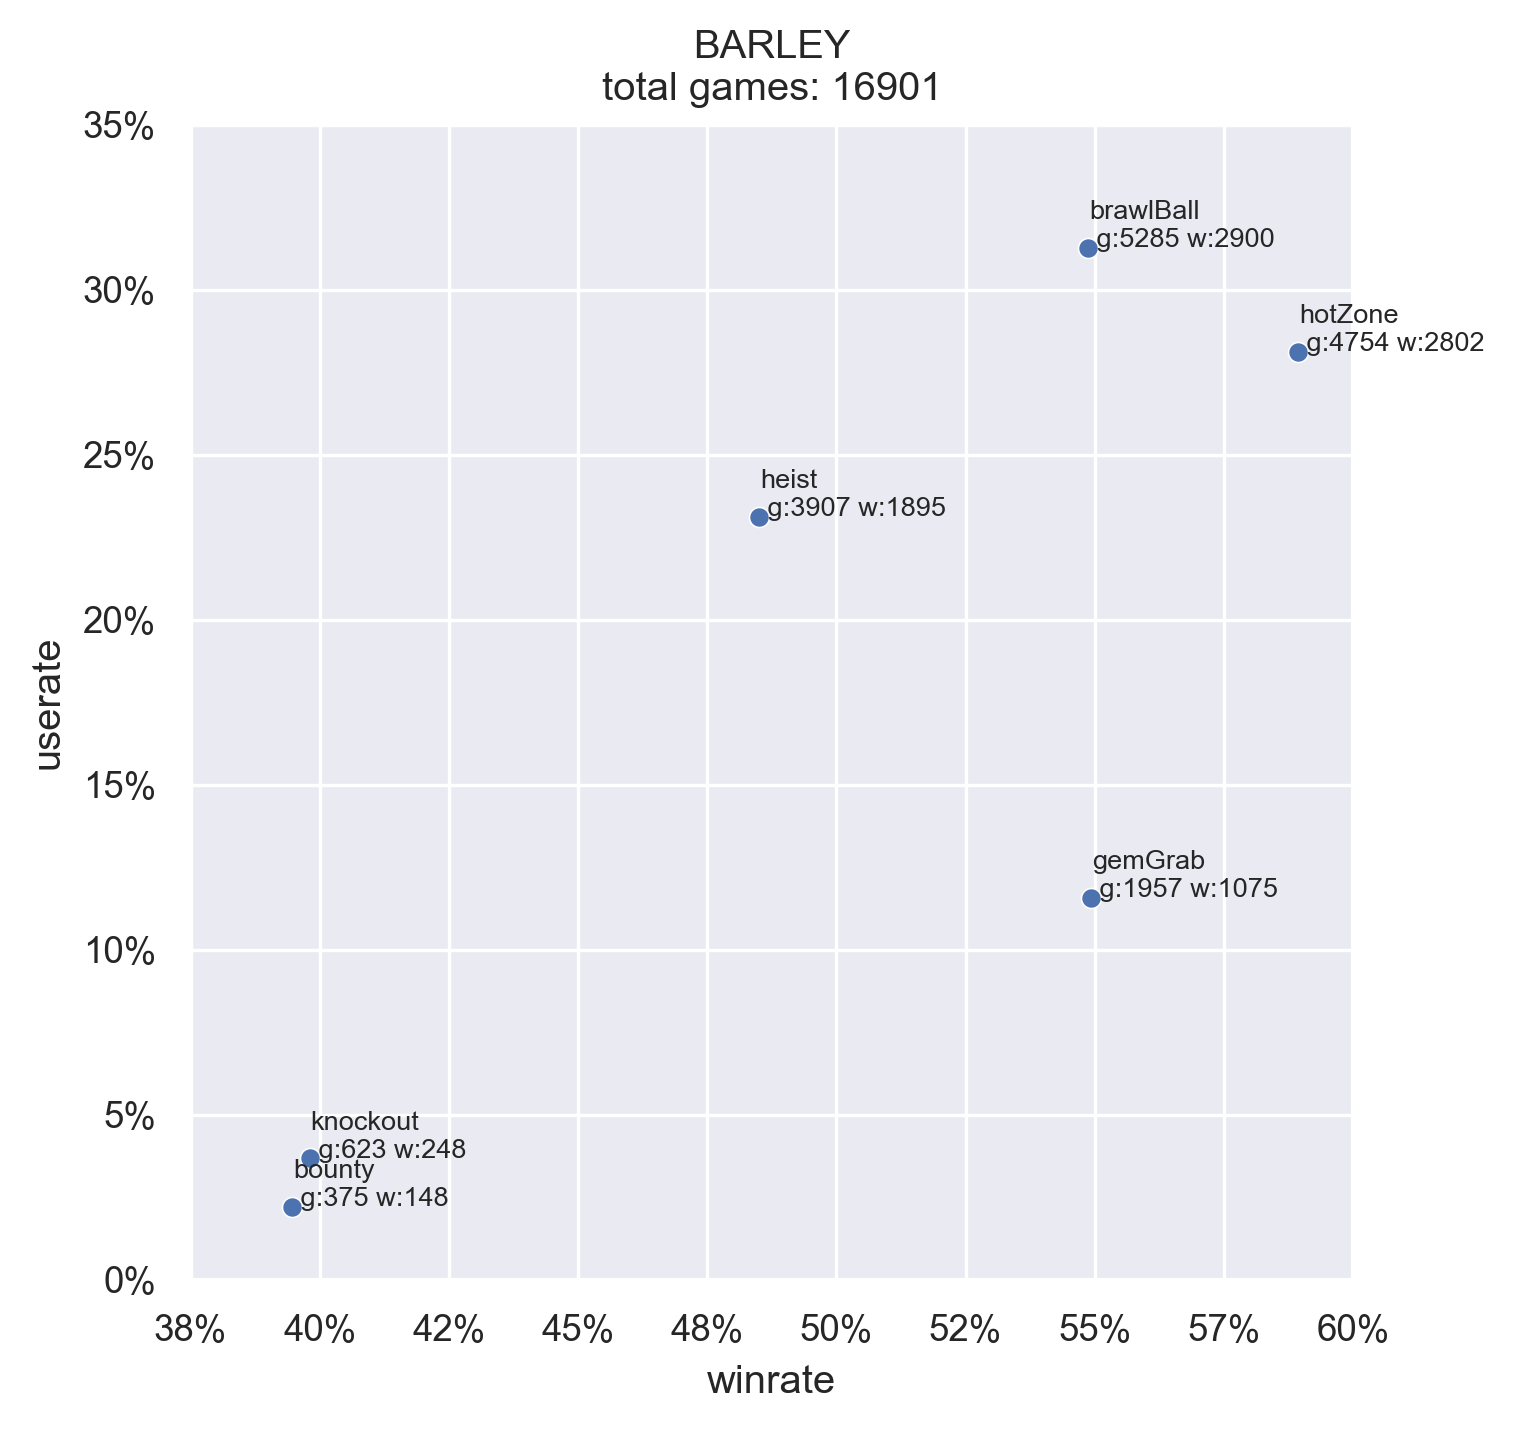 BARLEY
total games: 16901
35%
30%
25%
20%
15%
10%
5%
0%
userate
brawlBall
g:5285 w:2900
hotZone
g:4754 w:2802
heist
g:3907 w:1895
gemGrab
g:1957 w:1075
knockout
g:623 w:248
bounty
g:375 w:148
38% 40% 42% 45% 48% 50% 52% 55% 57% 60%
winrate